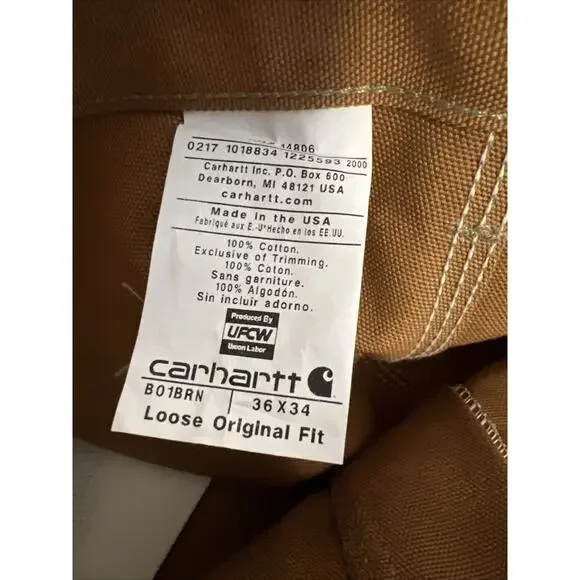 14806
0217 1018834 1225593 2000
Carhartt Inc. P.O. Box 600
Dearborn, MI 48121 USA
carhartt.com
Made in the USA
Fabriqué aux E.-U*Hecho en los EE.UU.
100% Cotton.
Exclusive of Trimming.
100% Coton.
Sans garniture.
100% Algodón.
Sin incluir adorno.
Produced By
UFCW
Union Labor
carhartt
B01BRN 36X34
Loose Original Fit